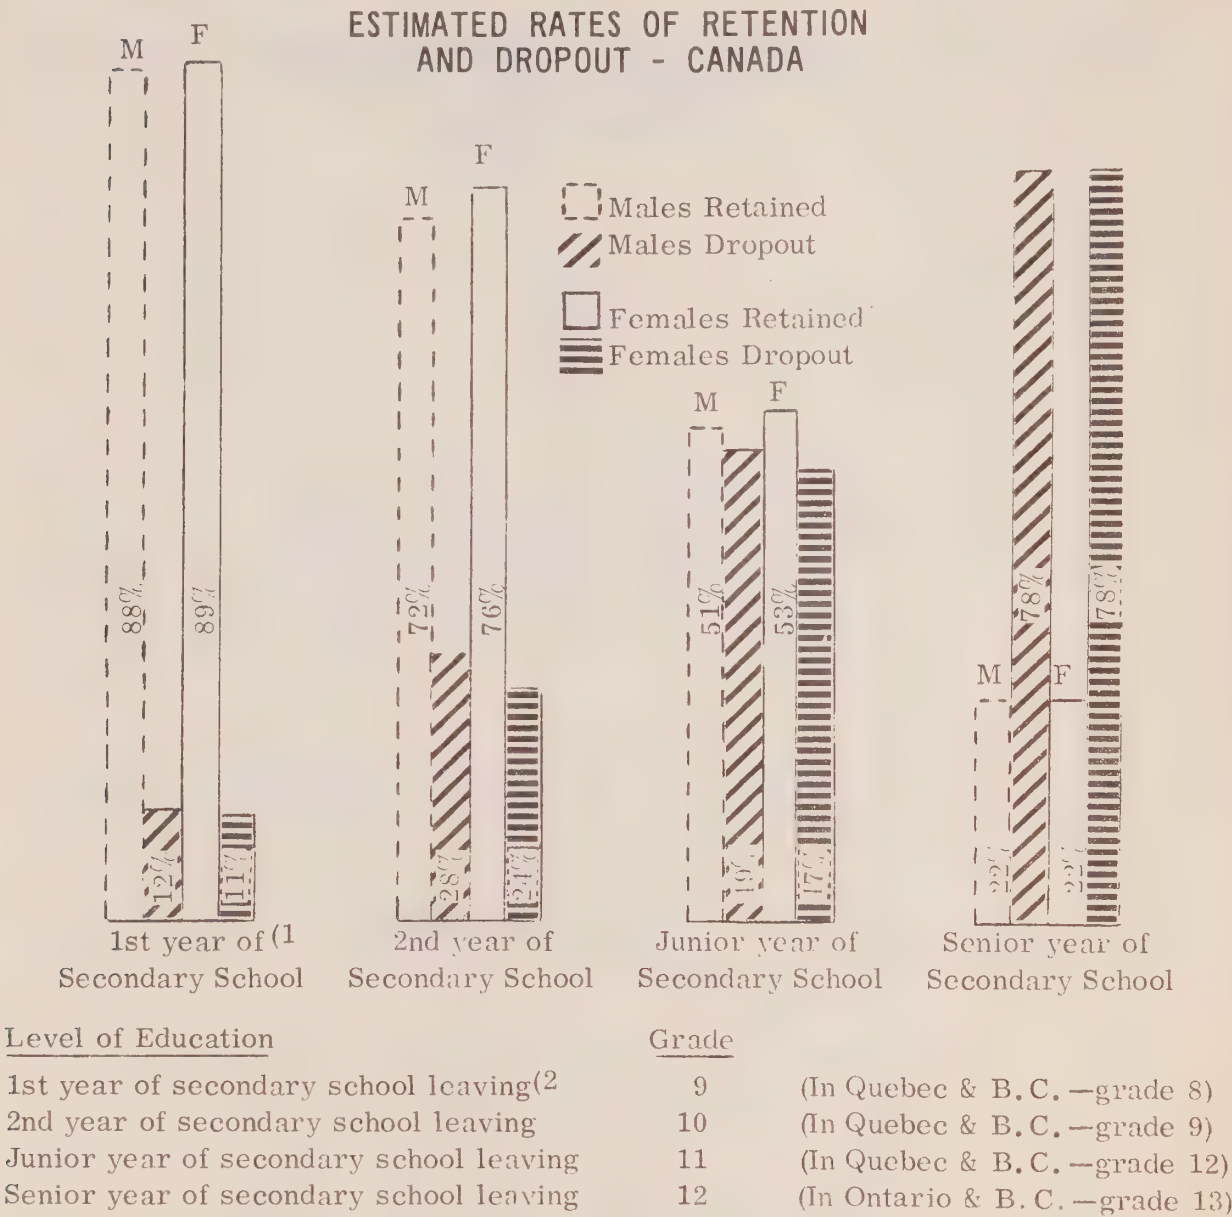 ESTIMATED RATES OF RETENTION
AND DROPOUT - CANADA
M F
88% 12% 89% 11%
1st year of (1
Secondary School
M F
72% 28% 76% 24%
2nd year of
Secondary School
Males Retained
Males Dropout
Females Retained
Females Dropout
M F
51% 19% 53% 17%
Junior year of
Secondary School
M F
22% 78% 22% 78%
Senior year of
Secondary School
Level of Education Grade
1st year of secondary school leaving(2 9 (In Quebec & B.C.—grade 8)
2nd year of secondary school leaving 10 (In Quebec & B.C.—grade 9)
Junior year of secondary school leaving 11 (In Quebec & B.C.—grade 12)
Senior year of secondary school leaving 12 (In Ontario & B.C.—grade 13)